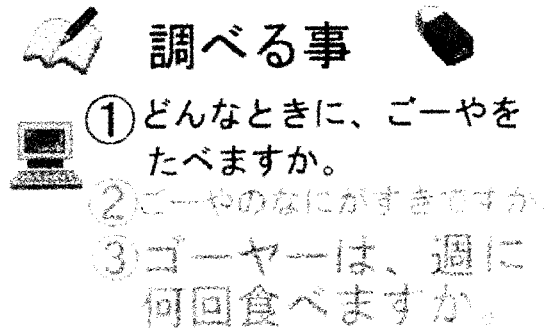 調べる事
①どんなときに、ごーやを
たべますか。
②ごーやのなにがすきですか。
③ゴーヤーは、週に
何回食べますか。